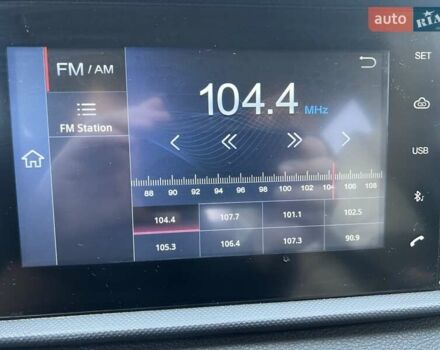 auto RIA
FM / AM
SET
104.4 MHz
FM Station
USB
88 90 92 94 96 98 100 102 104 106 108
104.4 107.7 101.1 102.5
105.3 106.4 107.3 90.9